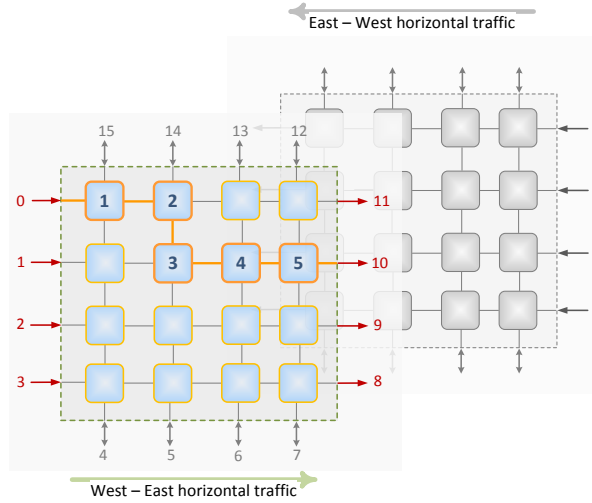 East – West horizontal traffic
15 14 13 12
0 1 2 11
1 3 4 5 10
2 9
3 8
4 5 6 7
West – East horizontal traffic